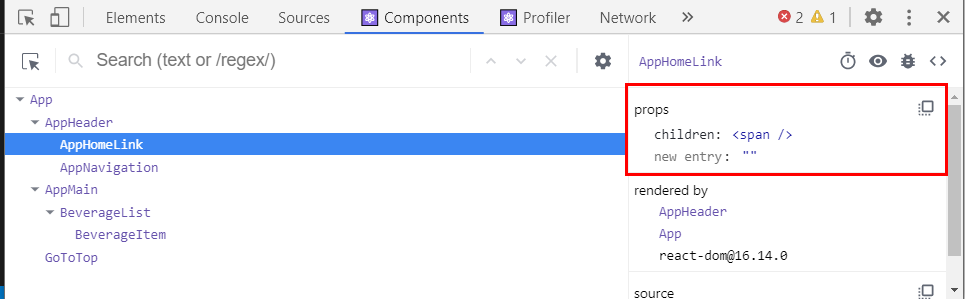 Elements Console Sources Components Profiler Network » 2 1
Search (text or /regex/)
AppHomeLink
App
AppHeader
AppHomeLink
AppNavigation
AppMain
BeverageList
BeverageItem
GoToTop
props
children: <span />
new entry: ""
rendered by
AppHeader
App
react-dom@16.14.0
source